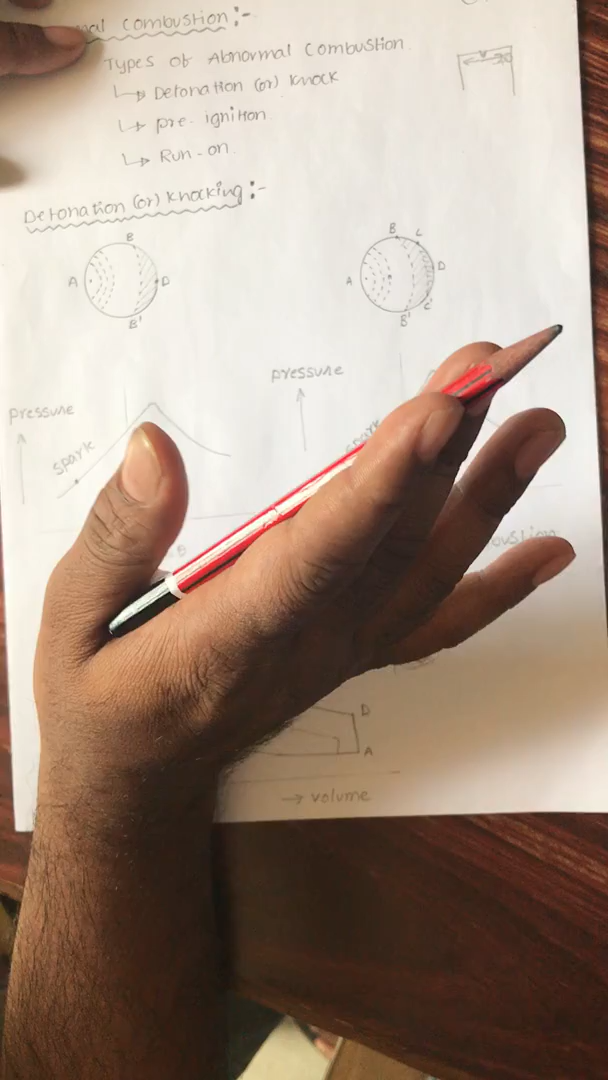 combustion :-
Types of Abnormal Combustion
Detonation (or) Knock
pre-ignition
Run-on.
Detonation (or) Knocking :-
B
A D
B'
B C
A D
B' C'
pressure
pressure
spark
spark
B
D
A
→ volume